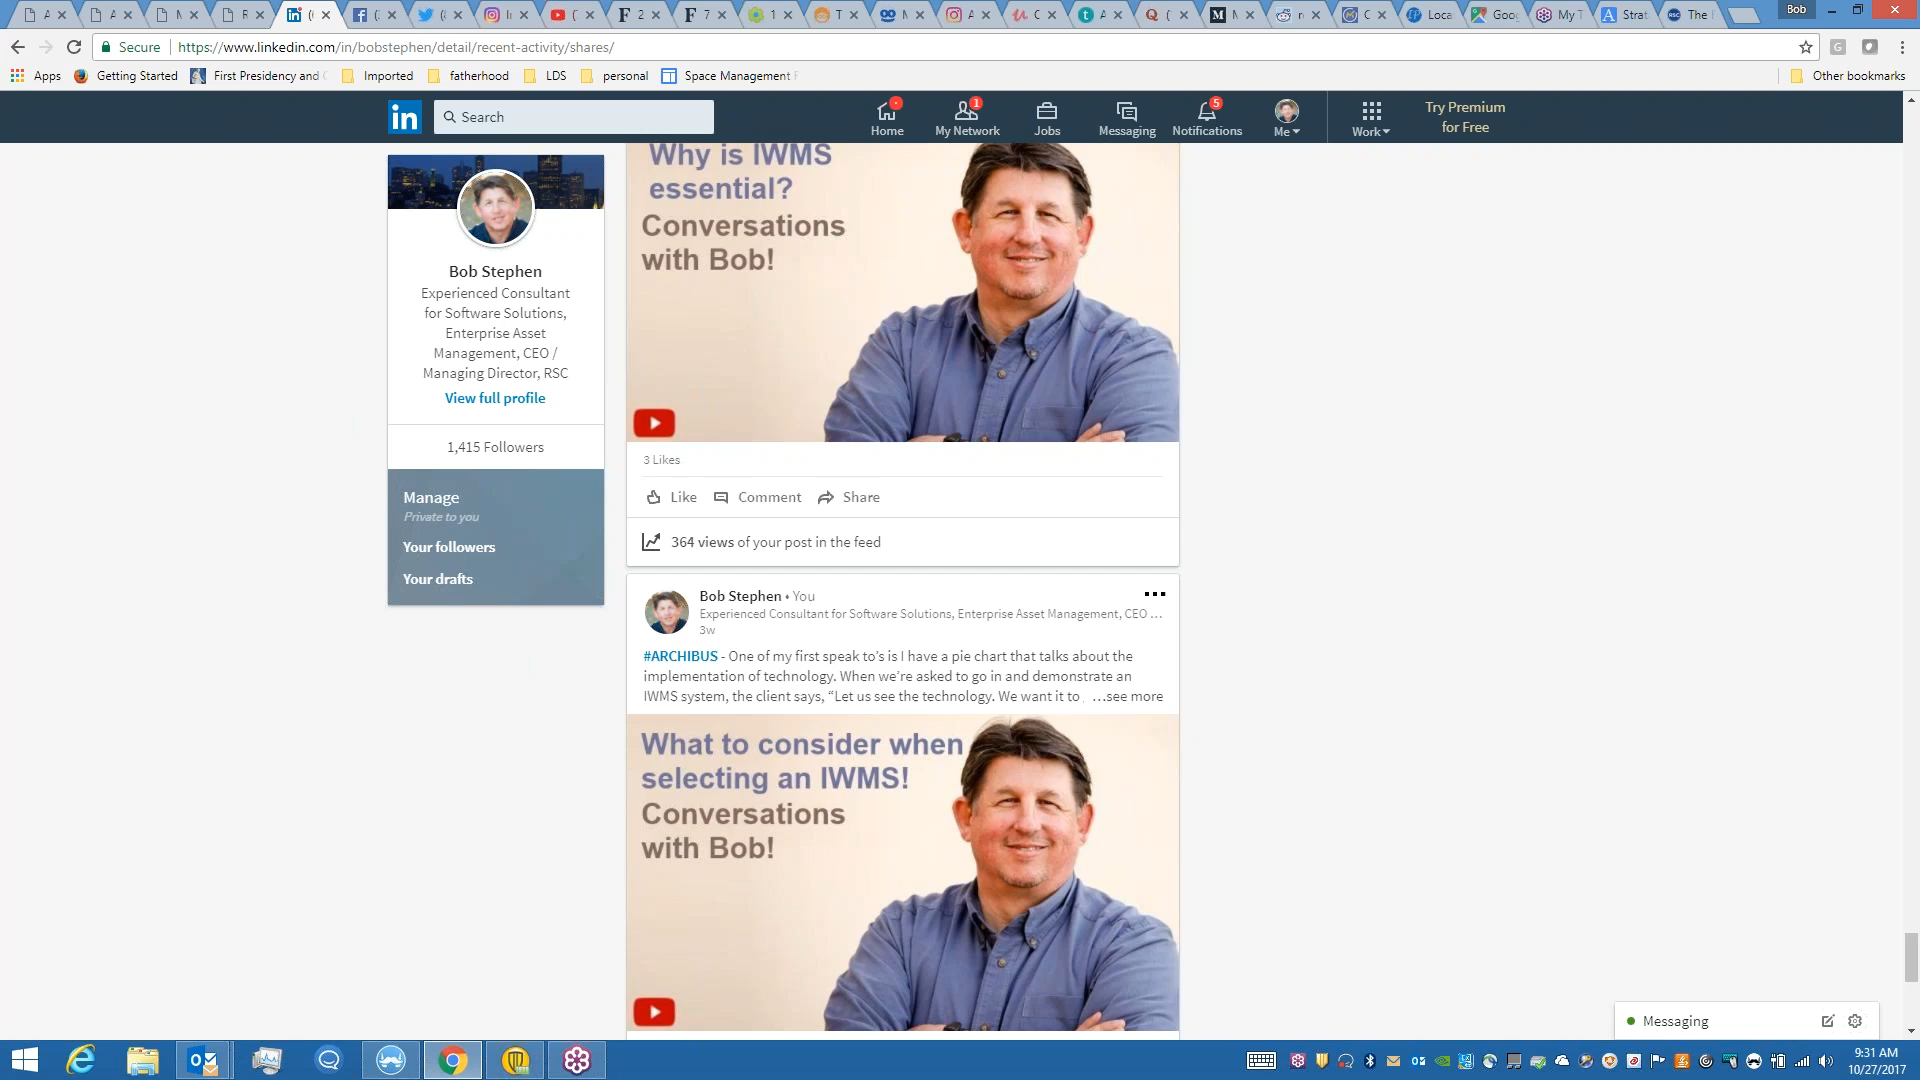 Bob
Secure
https://www.linkedin.com/in/bobstephen/detail/recent-activity/shares/
Apps
Getting Started
First Presidency and
Imported
fatherhood
LDS
personal
Space Management
Other bookmarks
in
Search
Home
My Network
1
Jobs
Messaging
Notifications
5
Me
Work
Try Premium
for Free
Bob Stephen
Experienced Consultant
for Software Solutions,
Enterprise Asset
Management, CEO /
Managing Director, RSC
View full profile
1,415 Followers
Manage
Private to you
Your followers
Your drafts
Why is IWMS
essential?
Conversations
with Bob!
3 Likes
Like
Comment
Share
364 views of your post in the feed
Bob Stephen • You
Experienced Consultant for Software Solutions, Enterprise Asset Management, CEO ...
3w
#ARCHIBUS - One of my first speak to’s is I have a pie chart that talks about the
implementation of technology. When we’re asked to go in and demonstrate an
IWMS system, the client says, “Let us see the technology. We want it to ...see more
What to consider when
selecting an IWMS!
Conversations
with Bob!
Messaging
9:31 AM
10/27/2017